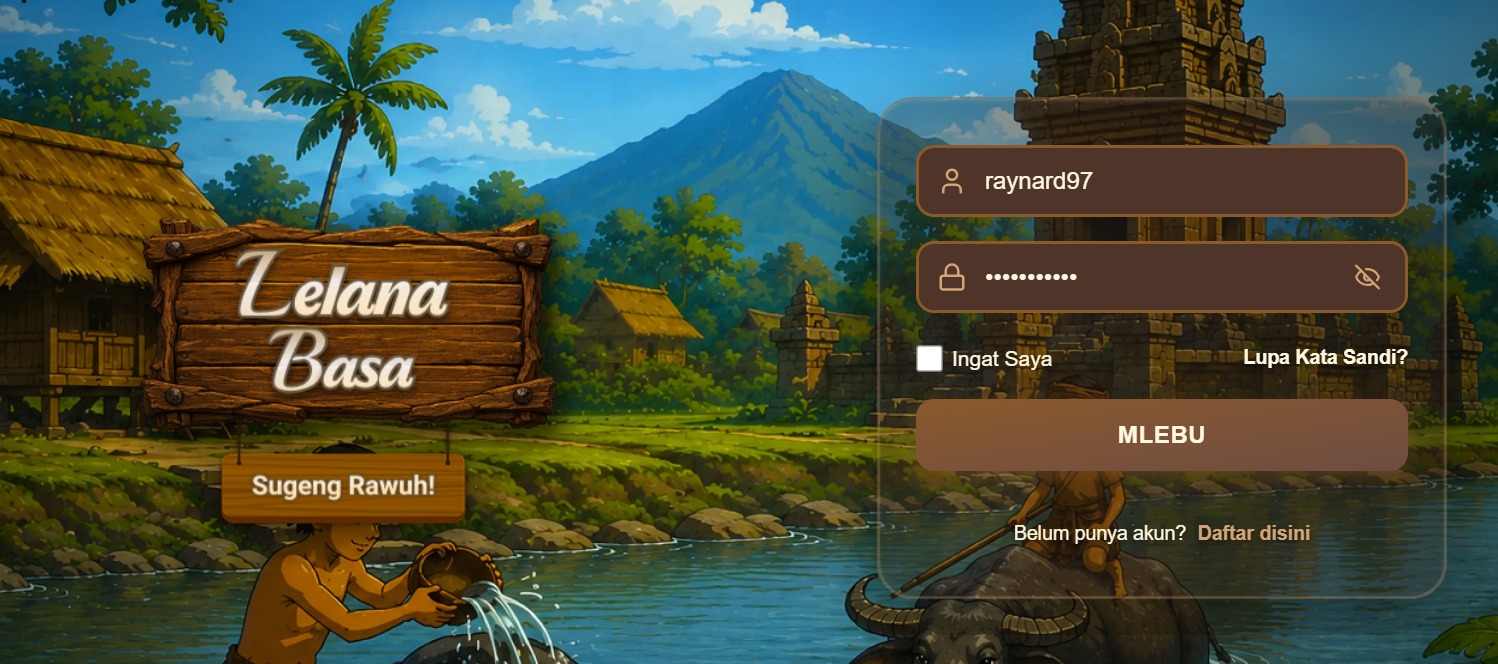 Lelana
Basa
Sugeng Rawuh!
raynard97
•••••••••••
Ingat Saya
Lupa Kata Sandi?
MLEBU
Belum punya akun? Daftar disini